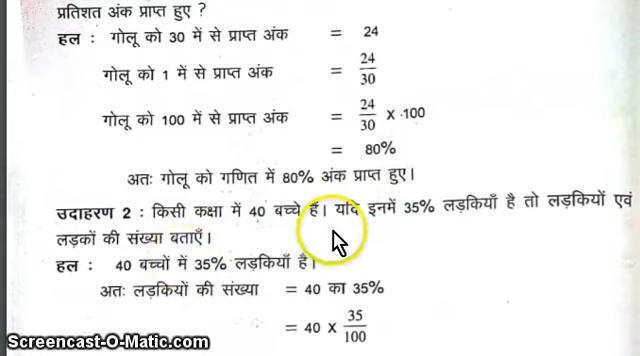 प्रतिशत अंक प्राप्त हुए ?
हल : गोलू को 30 में से प्राप्त अंक = 24
गोलू को 1 में से प्राप्त अंक = 24/30
गोलू को 100 में से प्राप्त अंक = 24/30 X 100
= 80%
अतः गोलू को गणित में 80% अंक प्राप्त हुए।
उदाहरण 2 : किसी कक्षा में 40 बच्चे हैं। यदि इनमें 35% लड़कियाँ है तो लड़कियों एवं
लड़कों की संख्या बताएँ।
हल : 40 बच्चों में 35% लड़कियाँ है।
अतः लड़कियों की संख्या = 40 का 35%
= 40 X 35/100
Screencast-O-Matic.com